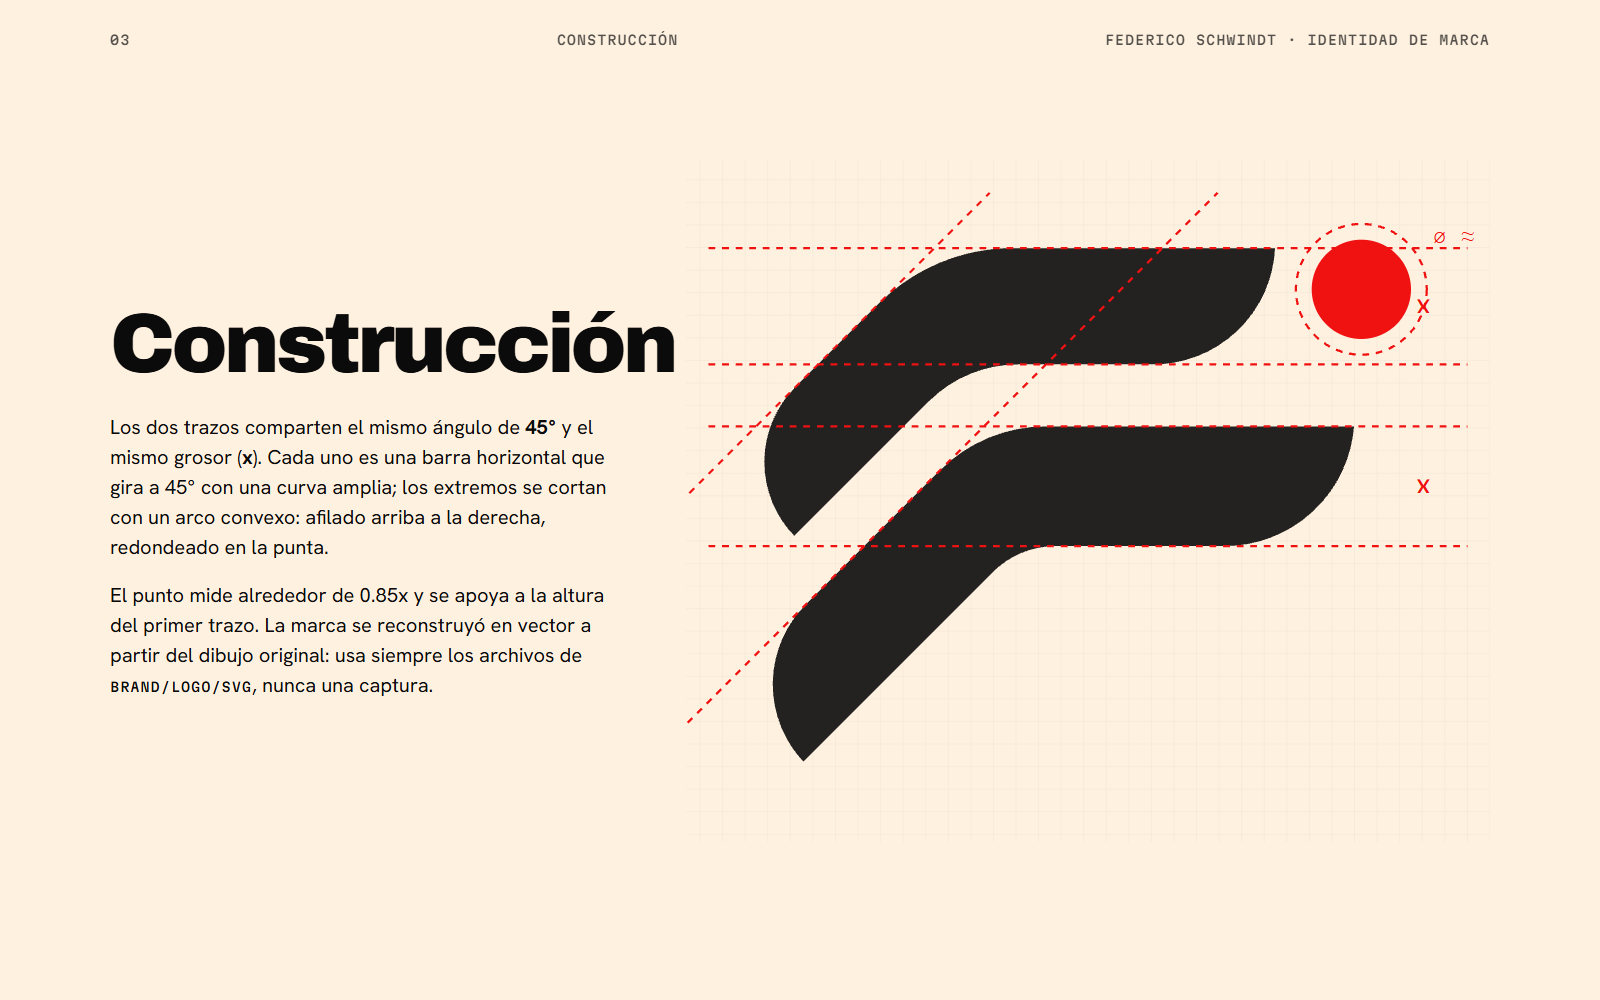 03
CONSTRUCCIÓN
FEDERICO SCHWINDT · IDENTIDAD DE MARCA
Construcción
Los dos trazos comparten el mismo ángulo de 45° y el
mismo grosor (x). Cada uno es una barra horizontal que
gira a 45° con una curva amplia; los extremos se cortan
con un arco convexo: afilado arriba a la derecha,
redondeado en la punta.
El punto mide alrededor de 0.85x y se apoya a la altura
del primer trazo. La marca se reconstruyó en vector a
partir del dibujo original: usa siempre los archivos de
BRAND/LOGO/SVG, nunca una captura.
∅ ≈
x
x